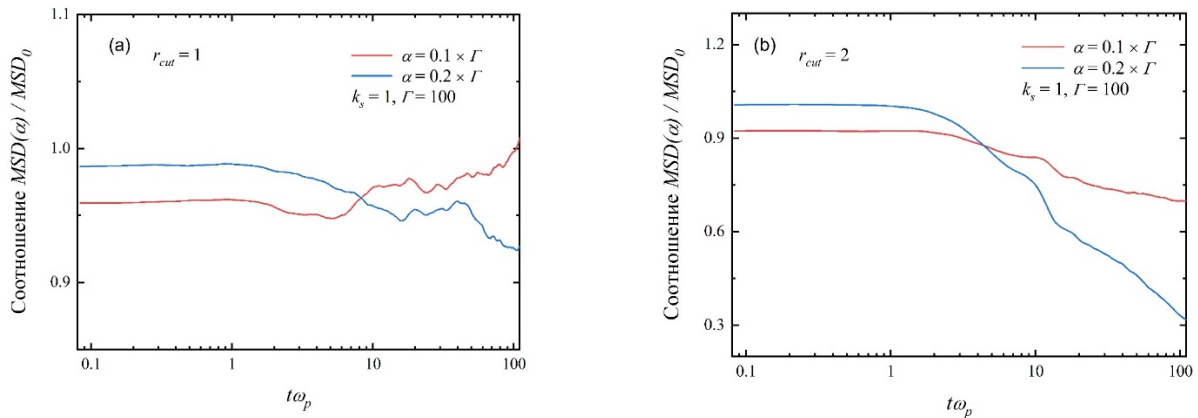 Соотношение MSD(α) / MSD₀
1.1
1.0
0.9
(a)
r_cut = 1
α = 0.1 × Γ
α = 0.2 × Γ
k_s = 1, Γ = 100
0.1 1 10 100
tω_p
Соотношение MSD(α) / MSD₀
1.2
0.9
0.6
0.3
(b)
r_cut = 2
α = 0.1 × Γ
α = 0.2 × Γ
k_s = 1, Γ = 100
0.1 1 10 100
tω_p